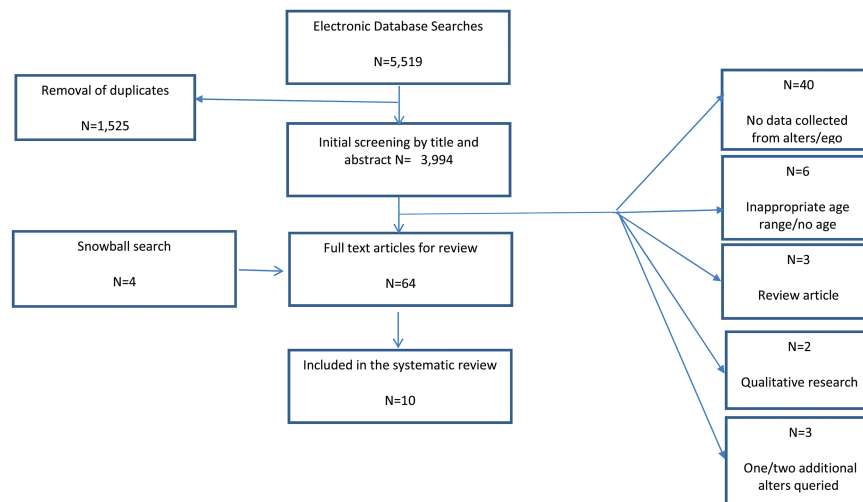 Electronic Database Searches
N=5,519
Removal of duplicates
N=1,525
Initial screening by title and
abstract N= 3,994
Snowball search
N=4
Full text articles for review
N=64
Included in the systematic review
N=10
N=40
No data collected
from alters/ego
N=6
Inappropriate age
range/no age
N=3
Review article
N=2
Qualitative research
N=3
One/two additional
alters queried